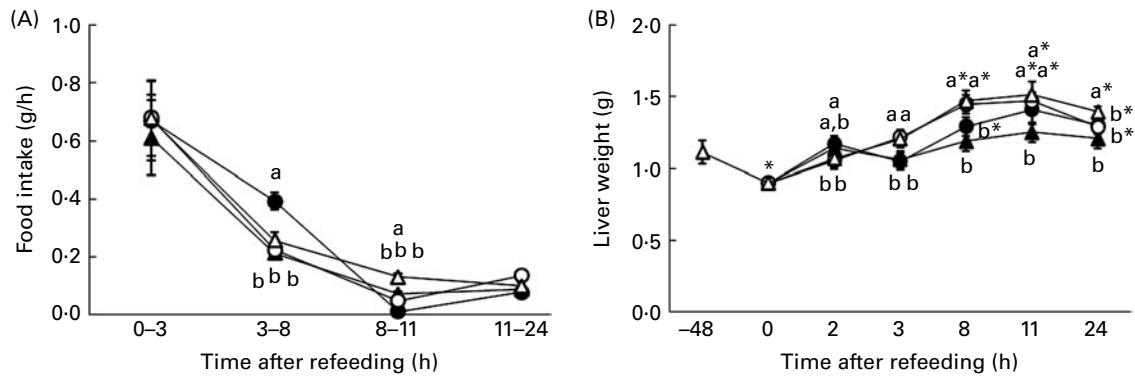 (A)
1·0
0·8
0·6
0·4
0·2
0·0
Food intake (g/h)
a
b b b
a
b b b
0–3 3–8 8–11 11–24
Time after refeeding (h)
(B)
2·0
1·5
1·0
0·5
0·0
Liver weight (g)
*
a
a,b
b b
a a
b b
a*a*
b*
b
a*
a*a*
b
a*
b*
b*
b
–48 0 2 3 8 11 24
Time after refeeding (h)